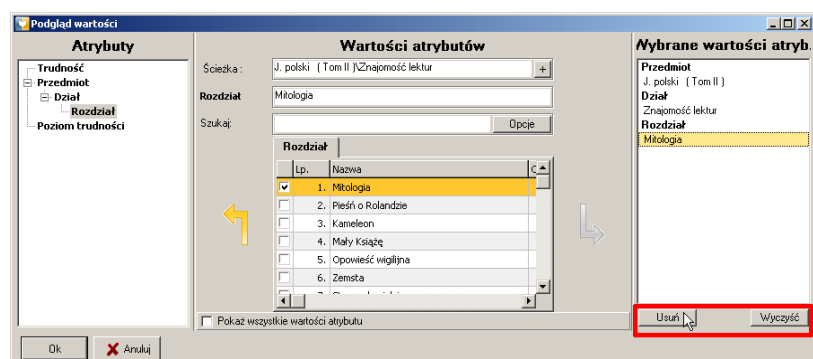 Podgląd wartości
Atrybuty
Trudność
Przedmiot
Dział
Rozdział
Poziom trudności
Wartości atrybutów
Ścieżka :
J. polski ( Tom II )\Znajomość lektur
+
Rozdział
Mitologia
Szukaj:
Opcje
Rozdział
Lp. Nazwa
1. Mitologia
2. Pieśń o Rolandzie
3. Kameleon
4. Mały Książę
5. Opowieść wigilijna
6. Zemsta
Pokaż wszystkie wartości atrybutu
Wybrane wartości atryb.
Przedmiot
J. polski ( Tom II )
Dział
Znajomość lektur
Rozdział
Mitologia
Usuń
Wyczyść
Ok
Anuluj